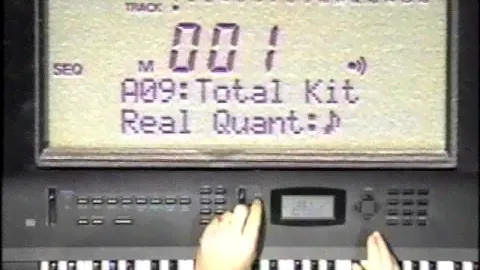 TRACK
SEQ M 001
A09:Total Kit
Real Quant:♪